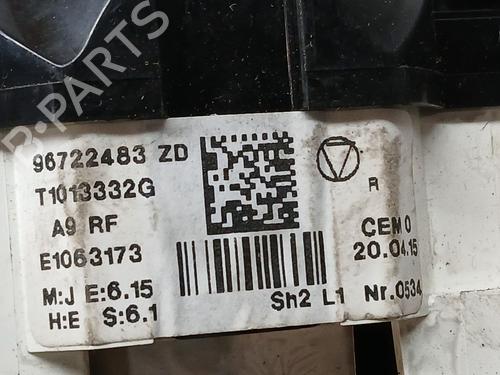 B-PARTS
96722483 ZD
T1013332G
A9 RF
E1063173
M:J E:6.15
H:E S:6.1
Sh2 L1
R
CEM 0
20.04.15
Nr.0534